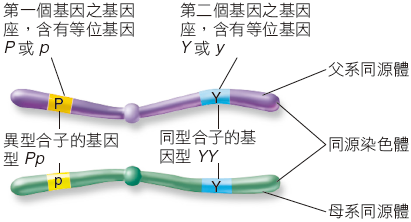 第一個基因之基因
座，含有等位基因
P 或 p
第二個基因之基因
座，含有等位基因
Y 或 y
父系同源體
P
Y
異型合子的基因
型 Pp
同型合子的基
因型 YY
同源染色體
p
Y
母系同源體